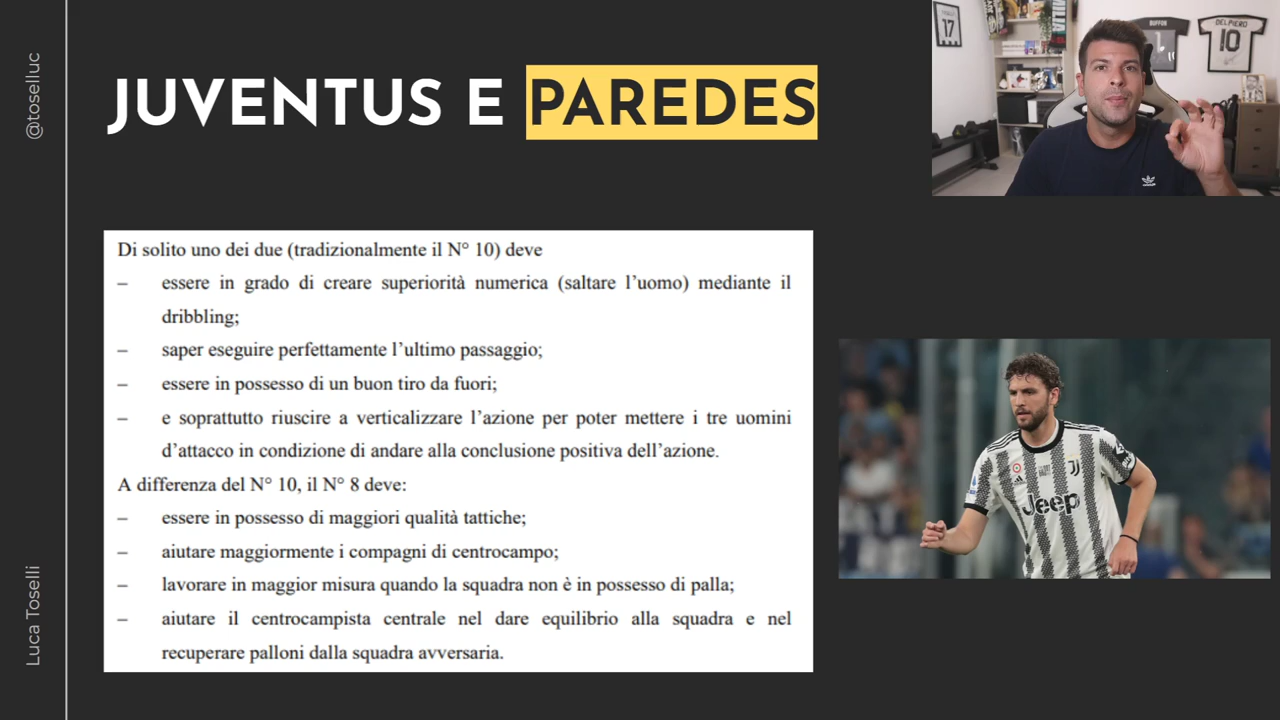 @toselluc
Luca Toselli
JUVENTUS E PAREDES
BUFFON
DEL PIERO
10
17
Di solito uno dei due (tradizionalmente il N° 10) deve
– essere in grado di creare superiorità numerica (saltare l’uomo) mediante il
dribbling;
– saper eseguire perfettamente l’ultimo passaggio;
– essere in possesso di un buon tiro da fuori;
– e soprattutto riuscire a verticalizzare l’azione per poter mettere i tre uomini
d’attacco in condizione di andare alla conclusione positiva dell’azione.
A differenza del N° 10, il N° 8 deve:
– essere in possesso di maggiori qualità tattiche;
– aiutare maggiormente i compagni di centrocampo;
– lavorare in maggior misura quando la squadra non è in possesso di palla;
– aiutare il centrocampista centrale nel dare equilibrio alla squadra e nel
recuperare palloni dalla squadra avversaria.
Jeep